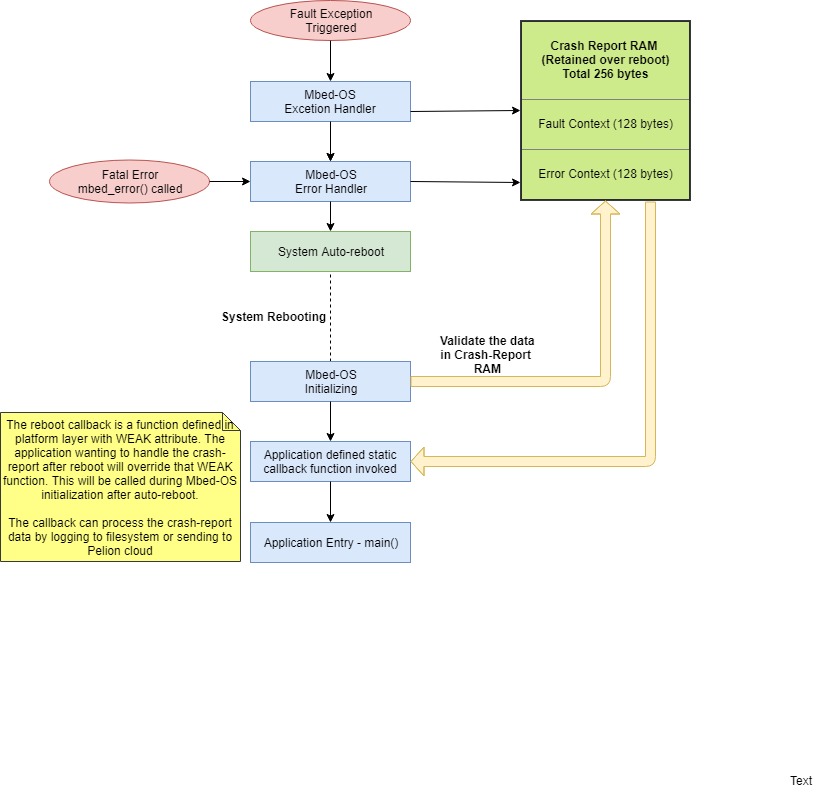 Fault Exception
Triggered
Crash Report RAM
(Retained over reboot)
Total 256 bytes
Mbed-OS
Excetion Handler
Fault Context (128 bytes)
Fatal Error
mbed_error() called
Mbed-OS
Error Handler
Error Context (128 bytes)
System Auto-reboot
System Rebooting
Validate the data
in Crash-Report
RAM
Mbed-OS
Initializing
The reboot callback is a function defined in
platform layer with WEAK attribute. The
application wanting to handle the crash-
report after reboot will override that WEAK
function. This will be called during Mbed-OS
initialization after auto-reboot.
The callback can process the crash-report
data by logging to filesystem or sending to
Pelion cloud
Application defined static
callback function invoked
Application Entry - main()
Text